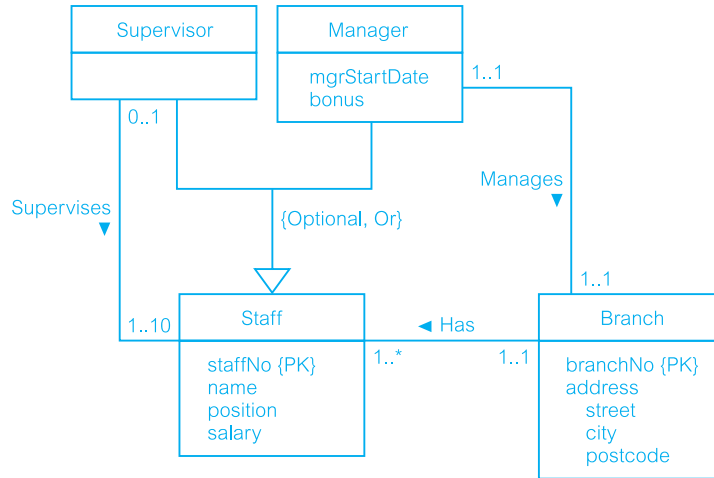 Supervisor
Manager
mgrStartDate
bonus
1..1
0..1
Manages ▼
Supervises ▼
{Optional, Or}
1..1
1..10
Staff
◄ Has
Branch
1..*
1..1
staffNo {PK}
name
position
salary
branchNo {PK}
address
street
city
postcode